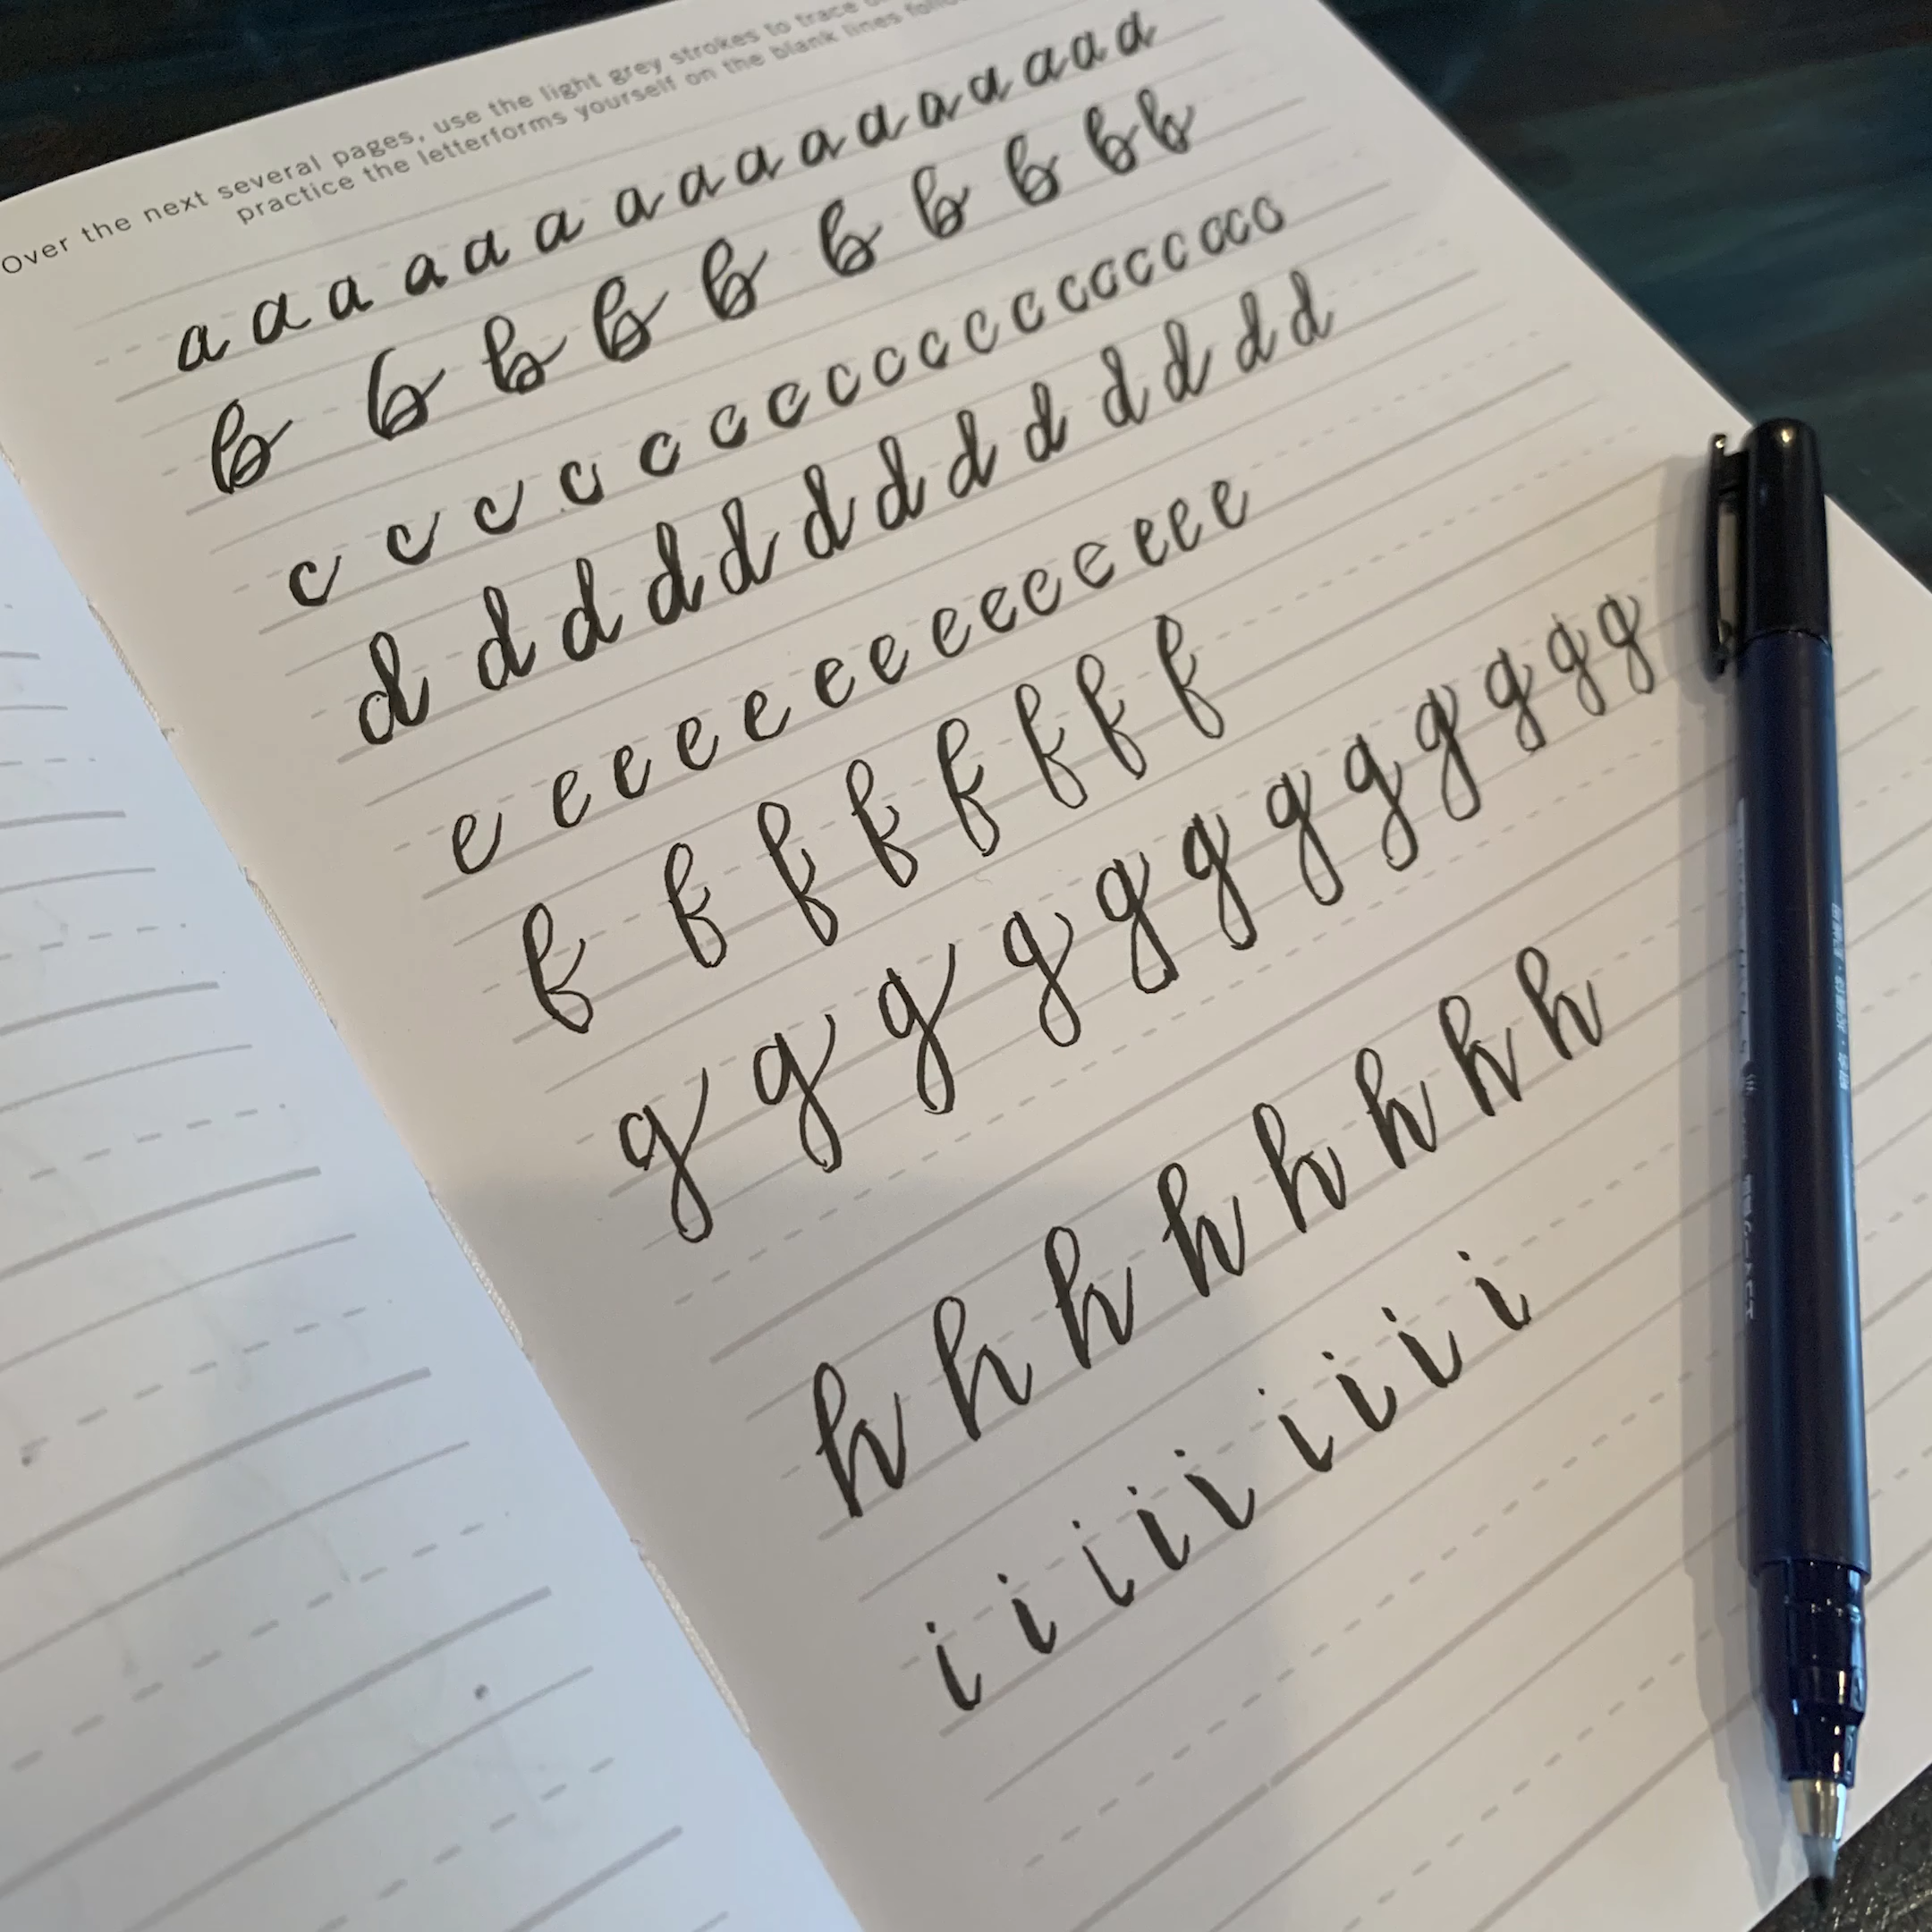 Over the next several pages, use the light grey strokes to trace
practice the letterforms yourself on the blank lines
a a a a a a a a a a a a a a a a
b b b b b b b b b b
c c c c c c c c c c c c c c c c c c c
d d d d d d d d d d d d d
e e e e e e e e e e e e e e
f f f f f f f f
g g g g g g g g g g g g
h h h h h h h h
i i i i i i i i i